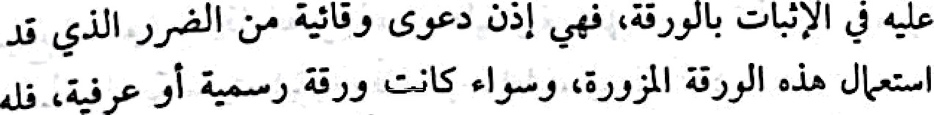 عليه في الإثبات بالورقة، فهي إذن دعوى وقائية من الضرر الذي قد
استعمال هذه الورقة المزورة، وسواء كانت ورقة رسمية أو عرفية، فله